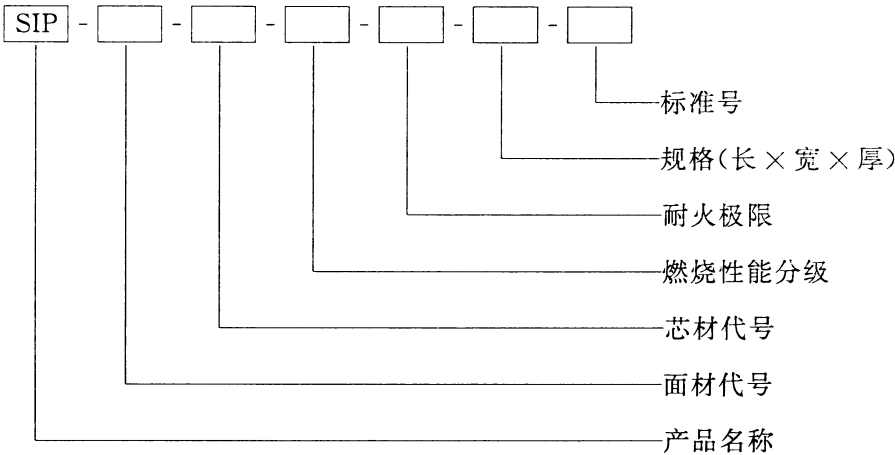 SIP - - - - - -
标准号
规格(长×宽×厚)
耐火极限
燃烧性能分级
芯材代号
面材代号
产品名称